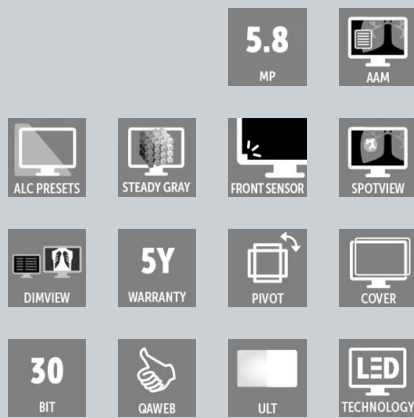 5.8
MP
AAM
ALC PRESETS
STEADY GRAY
FRONT SENSOR
SPOTVIEW
DIMVIEW
5Y
WARRANTY
PIVOT
COVER
30
BIT
QAWEB
ULT
LED
TECHNOLOGY